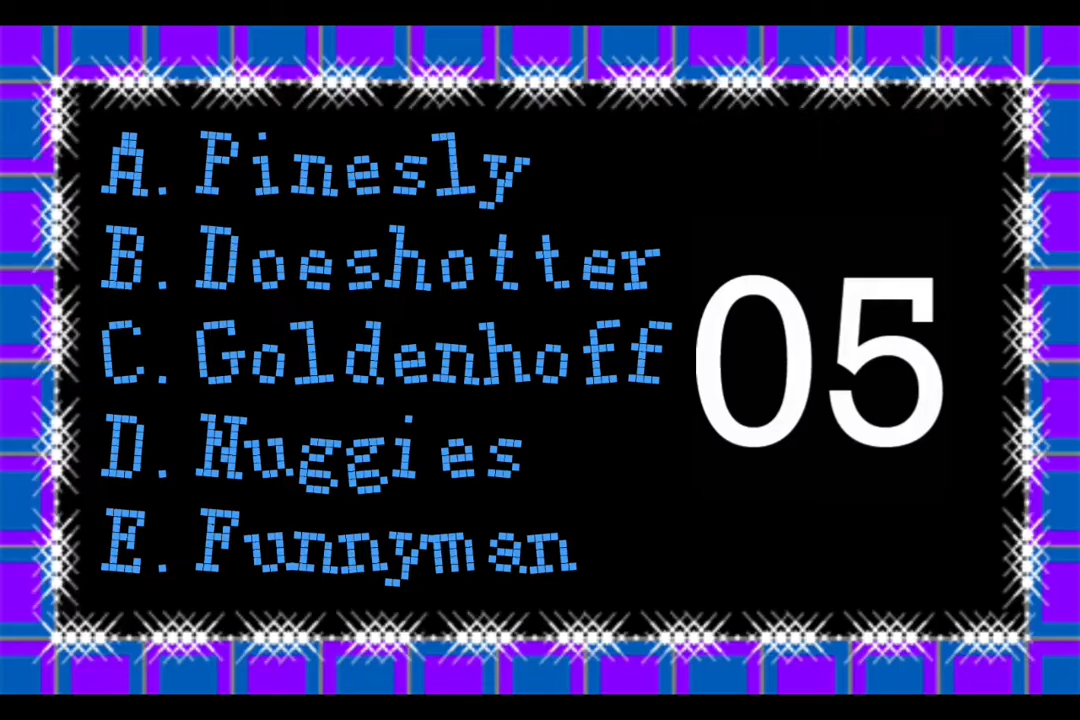 A. Pinesly
B. Doeshotter
C. Goldenhoff
D. Nuggies
E. Funnyman
05